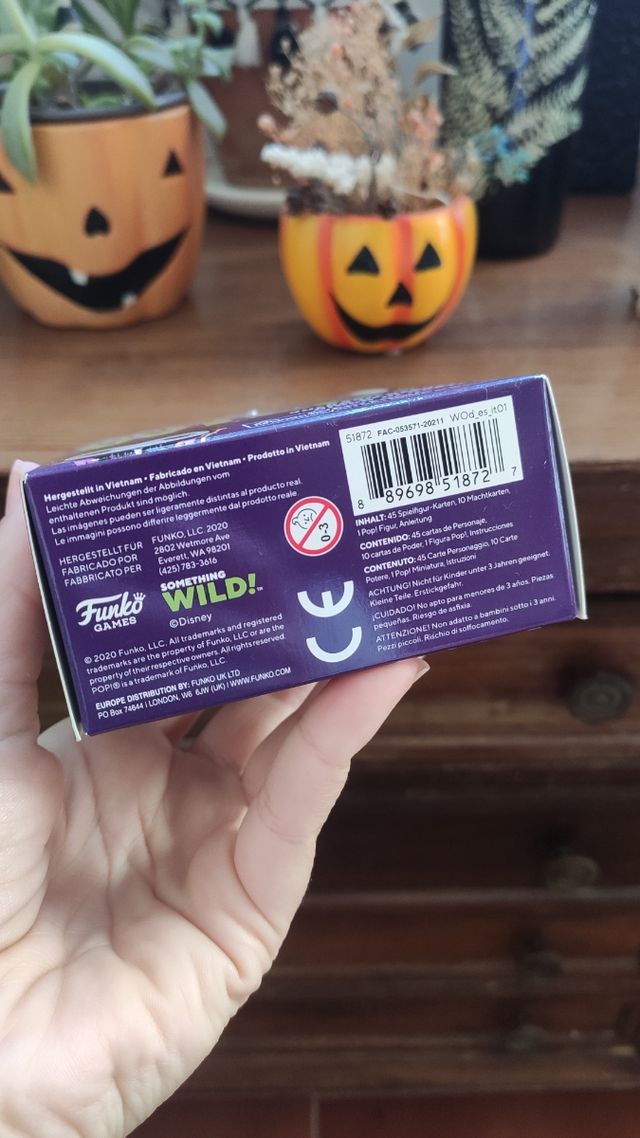 Hergestellt in Vietnam • Fabricado en Vietnam • Prodotto in Vietnam
Leichte Abweichungen der Abbildungen vom
enthaltenen Produkt sind möglich.
Las imágenes pueden ser ligeramente distintas al producto real.
Le immagini possono differire leggermente dal prodotto reale.
HERGESTELLT FÜR
FABRICADO POR
FABBRICATO PER
FUNKO, LLC. 2020
2802 Wetmore Ave
Everett, WA 98201
(425) 783-3616
Funko
GAMES
SOMETHING
WILD!™
©Disney
© 2020 Funko, LLC. All trademarks and registered
trademarks are the property of Funko, LLC or are the
property of their respective owners. All rights reserved.
POP!® is a trademark of Funko, LLC.
EUROPE DISTRIBUTION BY: FUNKO UK LTD
PO Box 74644 | LONDON, W6 6JW (UK) | WWW.FUNKO.COM
0-3
CE
51872 FAC-053571-20211 WOd_es_it01
8 89698 51872 7
INHALT: 45 Spielfigur-Karten, 10 Machtkarten,
1 Pop! Figur, Anleitung
CONTENIDO: 45 cartas de Personaje,
10 cartas de Poder, 1 Figura Pop!, Instrucciones
CONTENUTO: 45 Carte Personaggio, 10 Carte
Potere, 1 Pop! Miniatura, Istruzioni
ACHTUNG! Nicht für Kinder unter 3 Jahren geeignet.
Kleine Teile. Erstickgefahr.
¡CUIDADO! No apto para menores de 3 años. Piezas
pequeñas. Riesgo de asfixia.
ATTENZIONE! Non adatto a bambini sotto i 3 anni.
Pezzi piccoli. Rischio di soffocamento.